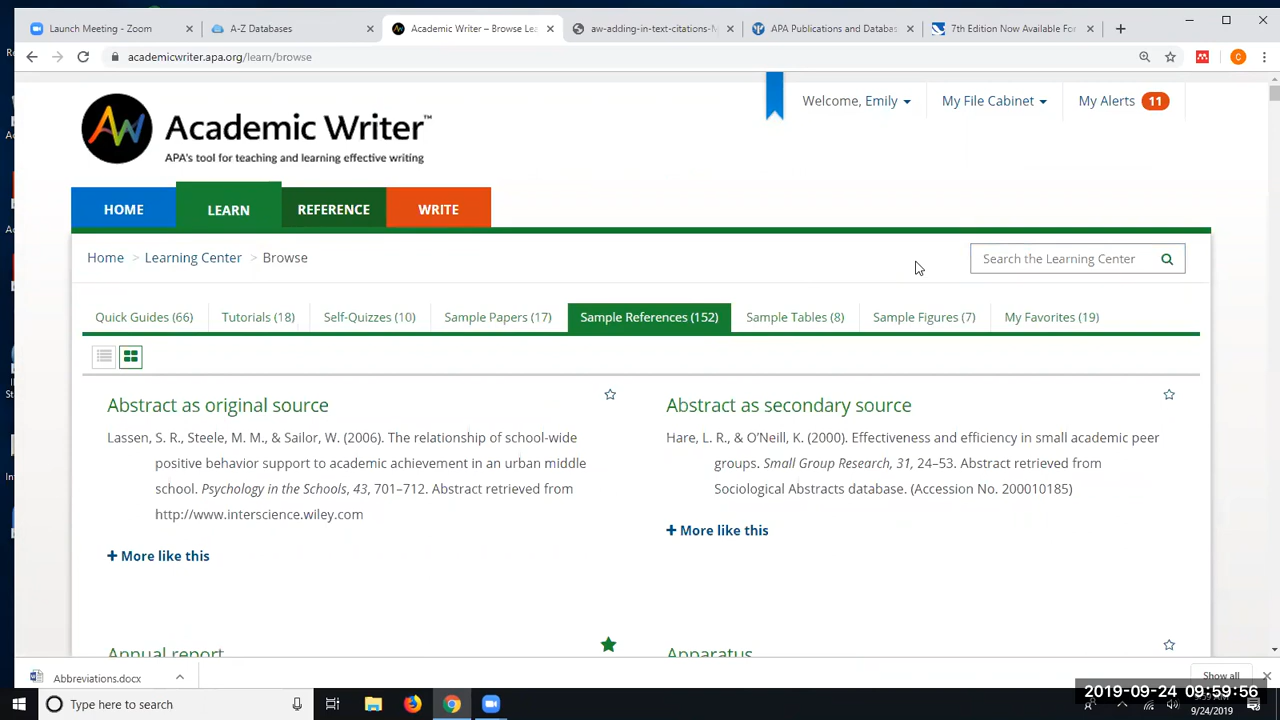 Launch Meeting - Zoom
A-Z Databases
Academic Writer – Browse Le
aw-adding-in-text-citations-
APA Publications and Databas
7th Edition Now Available For
academicwriter.apa.org/learn/browse
Welcome, Emily
My File Cabinet
My Alerts 11
AW
Academic Writer™
APA's tool for teaching and learning effective writing
HOME
LEARN
REFERENCE
WRITE
Home > Learning Center > Browse
Search the Learning Center
Quick Guides (66)
Tutorials (18)
Self-Quizzes (10)
Sample Papers (17)
Sample References (152)
Sample Tables (8)
Sample Figures (7)
My Favorites (19)
Abstract as original source
Lassen, S. R., Steele, M. M., & Sailor, W. (2006). The relationship of school-wide
positive behavior support to academic achievement in an urban middle
school. Psychology in the Schools, 43, 701–712. Abstract retrieved from
http://www.interscience.wiley.com
+ More like this
Abstract as secondary source
Hare, L. R., & O'Neill, K. (2000). Effectiveness and efficiency in small academic peer
groups. Small Group Research, 31, 24–53. Abstract retrieved from
Sociological Abstracts database. (Accession No. 200010185)
+ More like this
Annual report
Apparatus
Abbreviations.docx
Show all
Type here to search
2019-09-24 09:59:56
9/24/2019